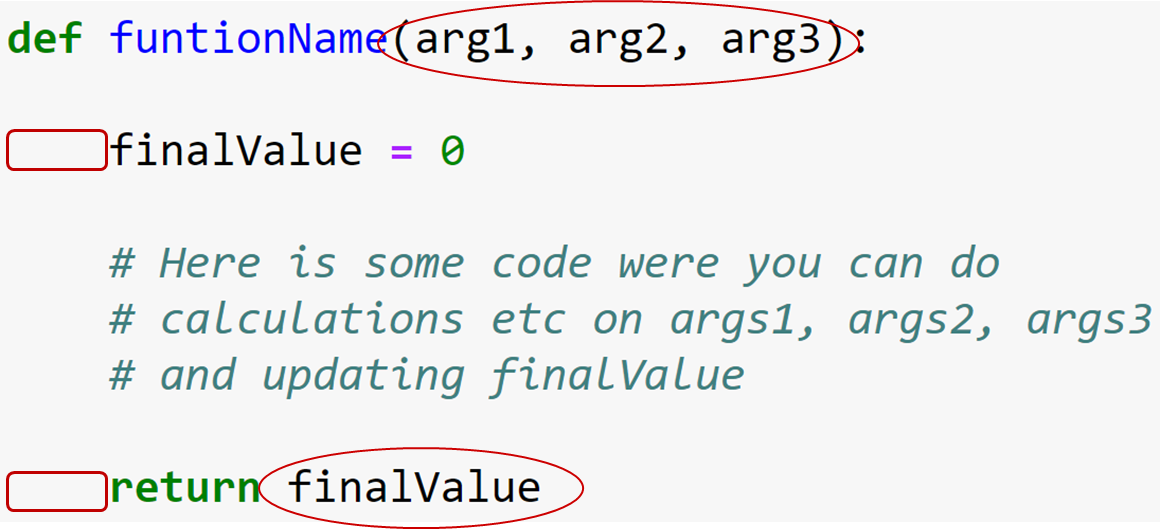 def funtionName(arg1, arg2, arg3):
finalValue = 0
# Here is some code were you can do
# calculations etc on args1, args2, args3
# and updating finalValue
return finalValue